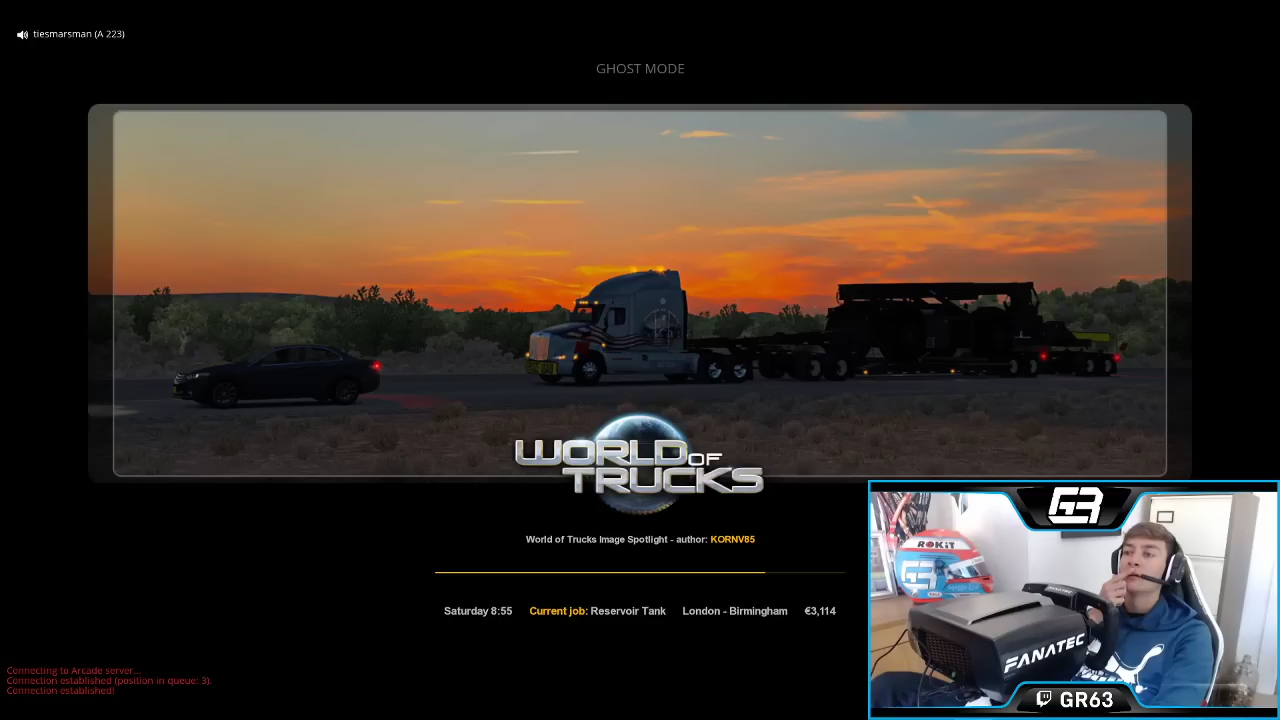 tiesmarsman (A 223)
GHOST MODE
WORLD OF
TRUCKS
World of Trucks Image Spotlight - author: KORNV85
Saturday 8:55 Current job: Reservoir Tank London - Birmingham €3,114
Connecting to Arcade server...
Connection established (position in queue: 3).
Connection established!
GR
ROKiT
FANATEC
FANATEC
GR63